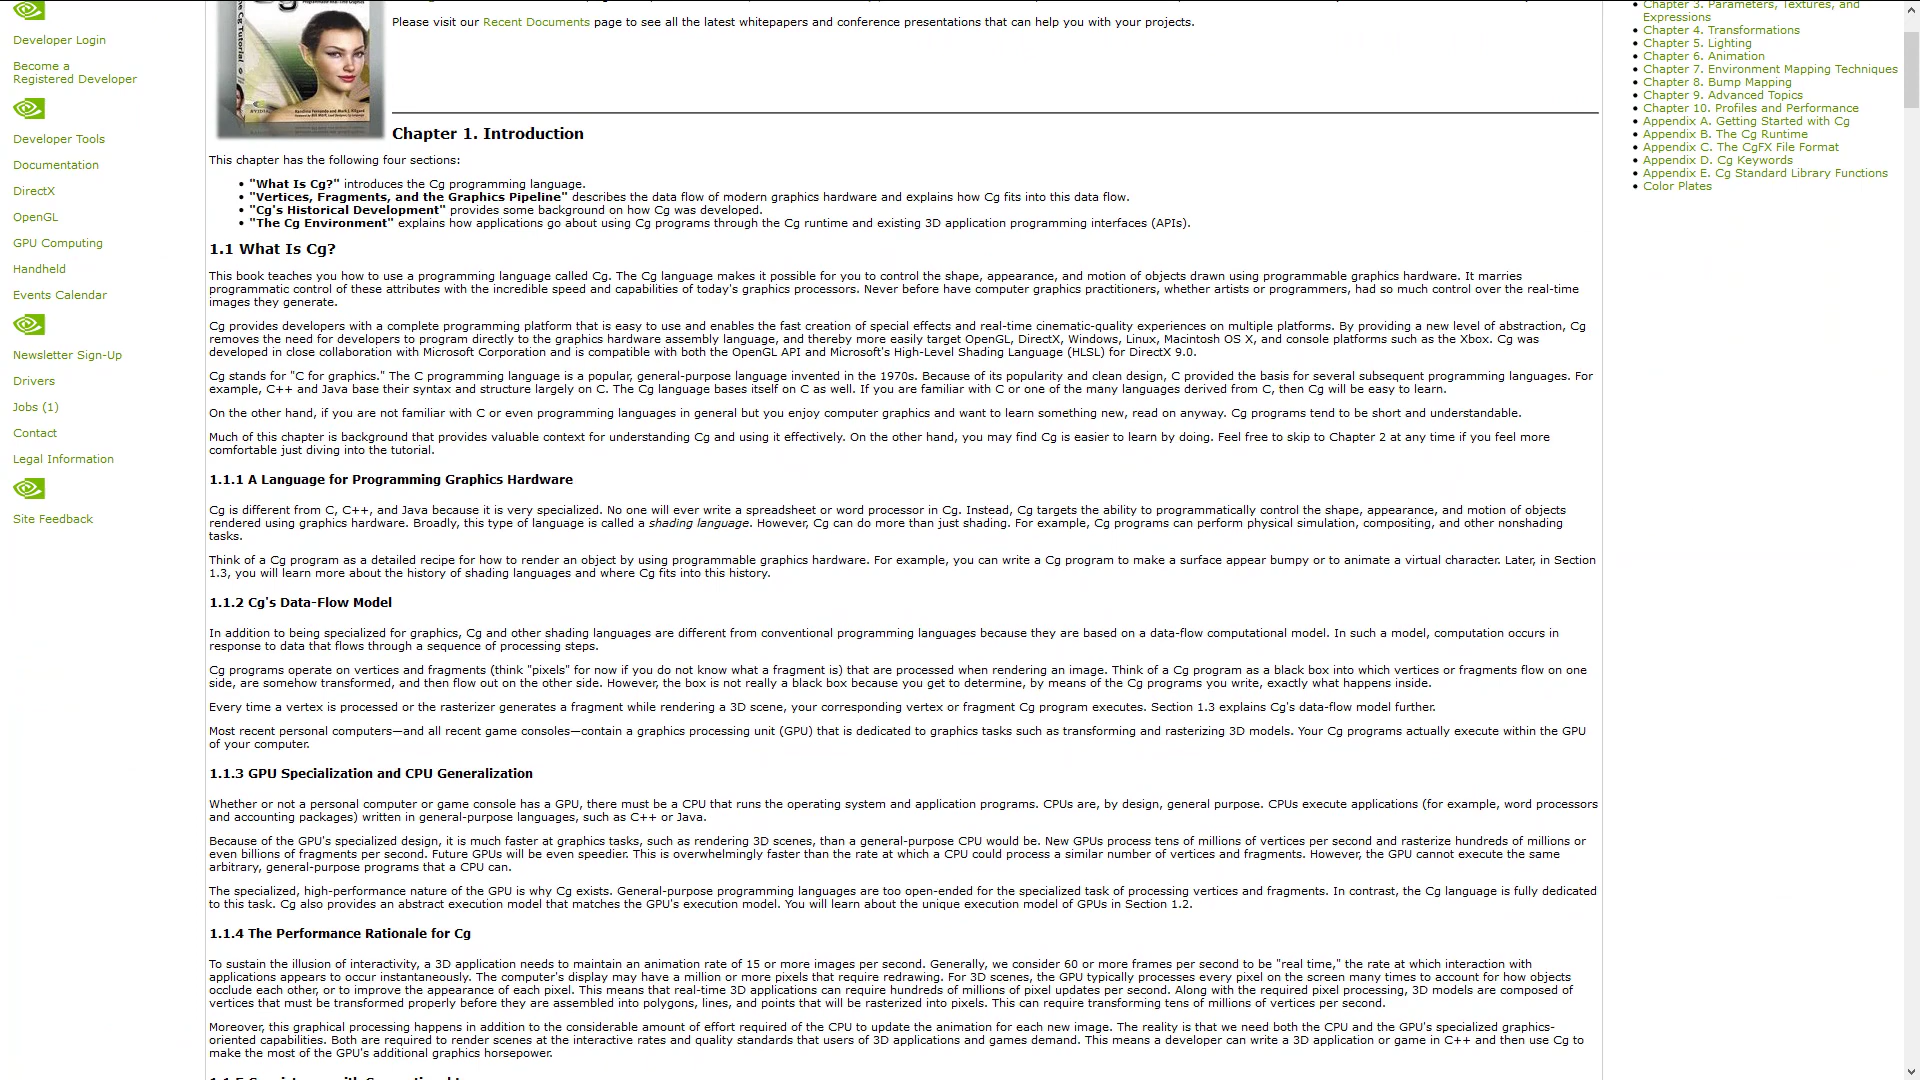 Developer Login
Become a
Registered Developer
Developer Tools
Documentation
DirectX
OpenGL
GPU Computing
Handheld
Events Calendar
Newsletter Sign-Up
Drivers
Jobs (1)
Contact
Legal Information
Site Feedback
Please visit our Recent Documents page to see all the latest whitepapers and conference presentations that can help you with your projects.
Chapter 1. Introduction
This chapter has the following four sections:
• "What Is Cg?" introduces the Cg programming language.
• "Vertices, Fragments, and the Graphics Pipeline" describes the data flow of modern graphics hardware and explains how Cg fits into this data flow.
• "Cg's Historical Development" provides some background on how Cg was developed.
• "The Cg Environment" explains how applications go about using Cg programs through the Cg runtime and existing 3D application programming interfaces (APIs).
1.1 What Is Cg?
This book teaches you how to use a programming language called Cg. The Cg language makes it possible for you to control the shape, appearance, and motion of objects drawn using programmable graphics hardware. It marries
programmatic control of these attributes with the incredible speed and capabilities of today's graphics processors. Never before have computer graphics practitioners, whether artists or programmers, had so much control over the real-time
images they generate.
Cg provides developers with a complete programming platform that is easy to use and enables the fast creation of special effects and real-time cinematic-quality experiences on multiple platforms. By providing a new level of abstraction, Cg
removes the need for developers to program directly to the graphics hardware assembly language, and thereby more easily target OpenGL, DirectX, Windows, Linux, Macintosh OS X, and console platforms such as the Xbox. Cg was
developed in close collaboration with Microsoft Corporation and is compatible with both the OpenGL API and Microsoft's High-Level Shading Language (HLSL) for DirectX 9.0.
Cg stands for "C for graphics." The C programming language is a popular, general-purpose language invented in the 1970s. Because of its popularity and clean design, C provided the basis for several subsequent programming languages. For
example, C++ and Java base their syntax and structure largely on C. The Cg language bases itself on C as well. If you are familiar with C or one of the many languages derived from C, then Cg will be easy to learn.
On the other hand, if you are not familiar with C or even programming languages in general but you enjoy computer graphics and want to learn something new, read on anyway. Cg programs tend to be short and understandable.
Much of this chapter is background that provides valuable context for understanding Cg and using it effectively. On the other hand, you may find Cg is easier to learn by doing. Feel free to skip to Chapter 2 at any time if you feel more
comfortable just diving into the tutorial.
1.1.1 A Language for Programming Graphics Hardware
Cg is different from C, C++, and Java because it is very specialized. No one will ever write a spreadsheet or word processor in Cg. Instead, Cg targets the ability to programmatically control the shape, appearance, and motion of objects
rendered using graphics hardware. Broadly, this type of language is called a shading language. However, Cg can do more than just shading. For example, Cg programs can perform physical simulation, compositing, and other nonshading
tasks.
Think of a Cg program as a detailed recipe for how to render an object by using programmable graphics hardware. For example, you can write a Cg program to make a surface appear bumpy or to animate a virtual character. Later, in Section
1.3, you will learn more about the history of shading languages and where Cg fits into this history.
1.1.2 Cg's Data-Flow Model
In addition to being specialized for graphics, Cg and other shading languages are different from conventional programming languages because they are based on a data-flow computational model. In such a model, computation occurs in
response to data that flows through a sequence of processing steps.
Cg programs operate on vertices and fragments (think "pixels" for now if you do not know what a fragment is) that are processed when rendering an image. Think of a Cg program as a black box into which vertices or fragments flow on one
side, are somehow transformed, and then flow out on the other side. However, the box is not really a black box because you get to determine, by means of the Cg programs you write, exactly what happens inside.
Every time a vertex is processed or the rasterizer generates a fragment while rendering a 3D scene, your corresponding vertex or fragment Cg program executes. Section 1.3 explains Cg's data-flow model further.
Most recent personal computers—and all recent game consoles—contain a graphics processing unit (GPU) that is dedicated to graphics tasks such as transforming and rasterizing 3D models. Your Cg programs actually execute within the GPU
of your computer.
1.1.3 GPU Specialization and CPU Generalization
Whether or not a personal computer or game console has a GPU, there must be a CPU that runs the operating system and application programs. CPUs are, by design, general purpose. CPUs execute applications (for example, word processors
and accounting packages) written in general-purpose languages, such as C++ or Java.
Because of the GPU's specialized design, it is much faster at graphics tasks, such as rendering 3D scenes, than a general-purpose CPU would be. New GPUs process tens of millions of vertices per second and rasterize hundreds of millions or
even billions of fragments per second. Future GPUs will be even speedier. This is overwhelmingly faster than the rate at which a CPU could process a similar number of vertices and fragments. However, the GPU cannot execute the same
arbitrary, general-purpose programs that a CPU can.
The specialized, high-performance nature of the GPU is why Cg exists. General-purpose programming languages are too open-ended for the specialized task of processing vertices and fragments. In contrast, the Cg language is fully dedicated
to this task. Cg also provides an abstract execution model that matches the GPU's execution model. You will learn about the unique execution model of GPUs in Section 1.2.
1.1.4 The Performance Rationale for Cg
To sustain the illusion of interactivity, a 3D application needs to maintain an animation rate of 15 or more images per second. Generally, we consider 60 or more frames per second to be "real time," the rate at which interaction with
applications appears to occur instantaneously. The computer's display may have a million or more pixels that require redrawing. For 3D scenes, the GPU typically processes every pixel on the screen many times to account for how objects
occlude each other, or to improve the appearance of each pixel. This means that real-time 3D applications can require hundreds of millions of pixel updates per second. Along with the required pixel processing, 3D models are composed of
vertices that must be transformed properly before they are assembled into polygons, lines, and points that will be rasterized into pixels. This can require transforming tens of millions of vertices per second.
Moreover, this graphical processing happens in addition to the considerable amount of effort required of the CPU to update the animation for each new image. The reality is that we need both the CPU and the GPU's specialized graphics-
oriented capabilities. Both are required to render scenes at the interactive rates and quality standards that users of 3D applications and games demand. This means a developer can write a 3D application or game in C++ and then use Cg to
make the most of the GPU's additional graphics horsepower.
Chapter 3. Parameters, Textures, and
Expressions
• Chapter 4. Transformations
• Chapter 5. Lighting
• Chapter 6. Animation
• Chapter 7. Environment Mapping Techniques
• Chapter 8. Bump Mapping
• Chapter 9. Advanced Topics
• Chapter 10. Profiles and Performance
• Appendix A. Getting Started with Cg
• Appendix B. The Cg Runtime
• Appendix C. The CgFX File Format
• Appendix D. Cg Keywords
• Appendix E. Cg Standard Library Functions
• Color Plates